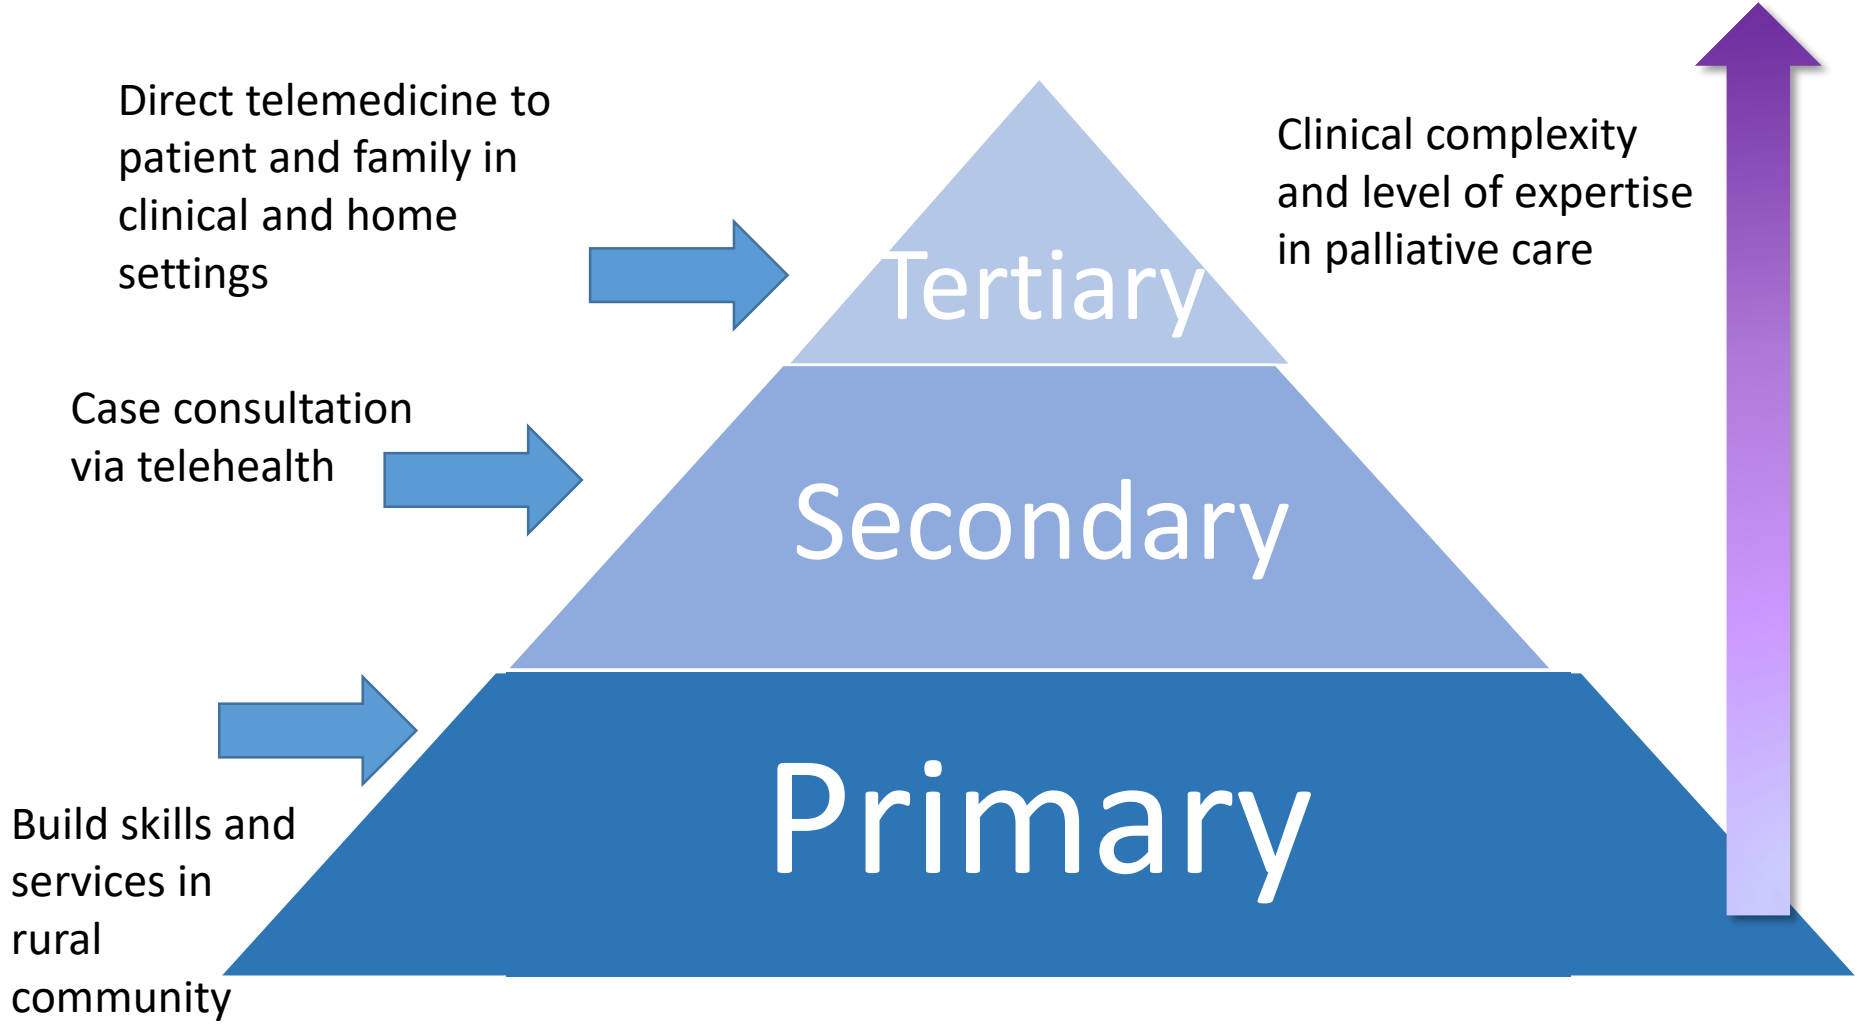 Direct telemedicine to
patient and family in
clinical and home
settings
Clinical complexity
and level of expertise
in palliative care
Tertiary
Case consultation
via telehealth
Secondary
Build skills and
services in
rural
community
Primary